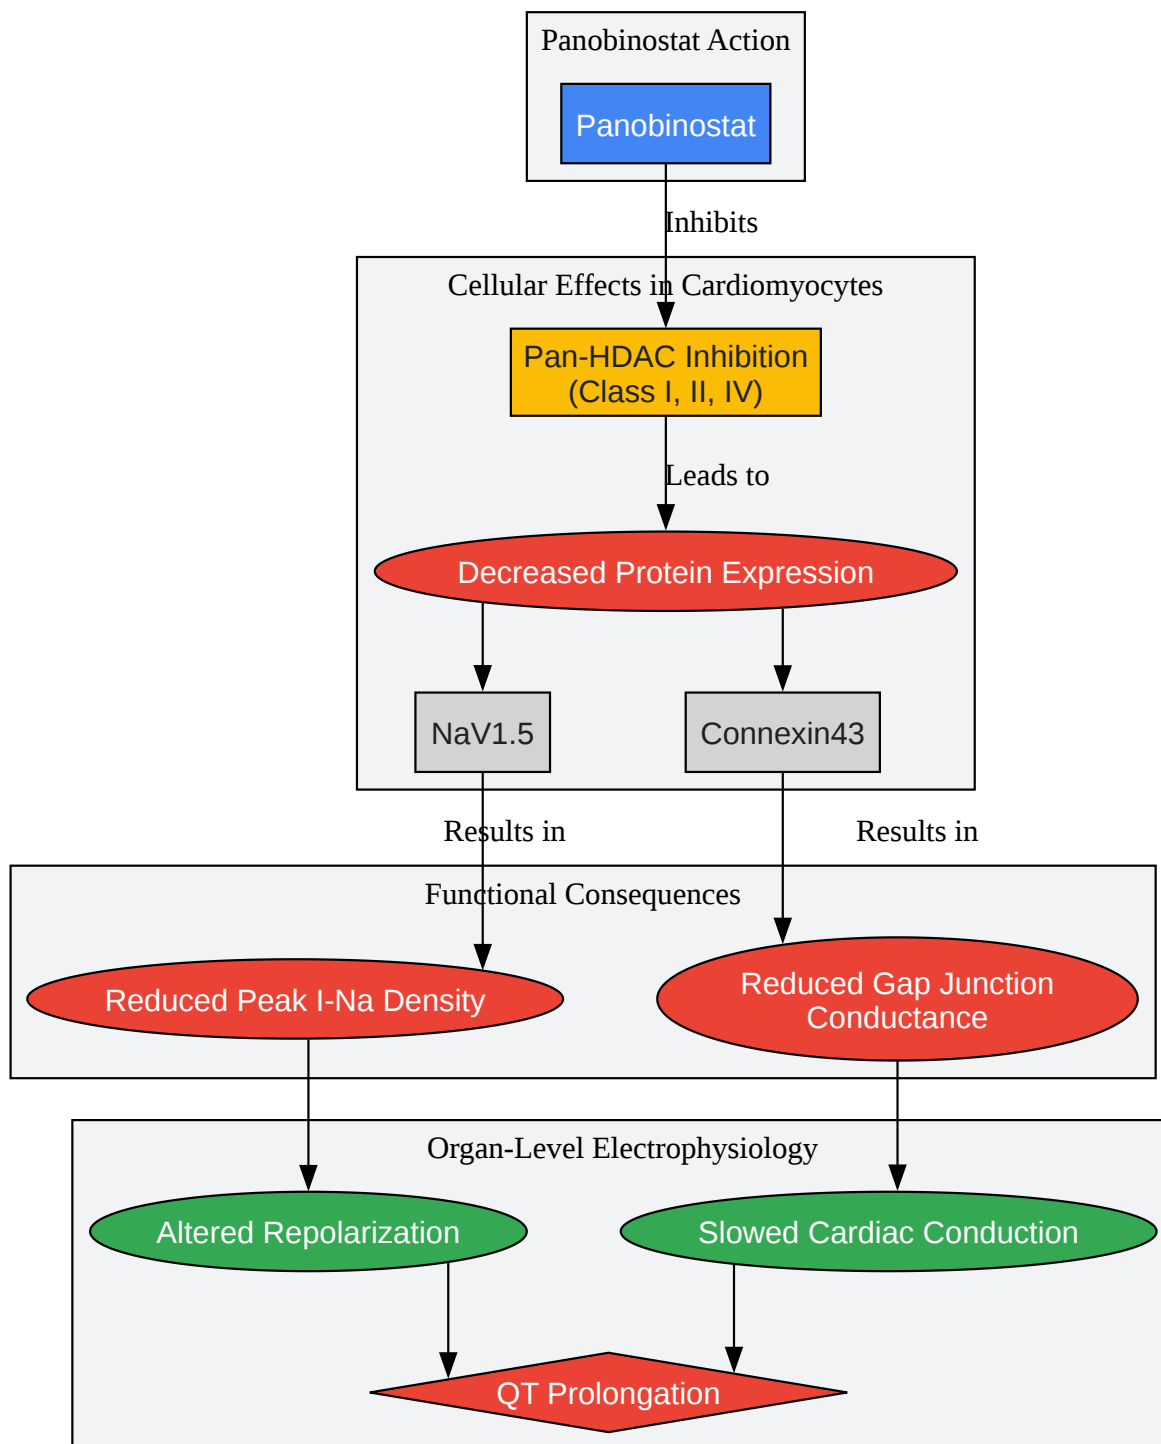 Panobinostat Action
Panobinostat
Inhibits
Cellular Effects in Cardiomyocytes
Pan-HDAC Inhibition
(Class I, II, IV)
Leads to
Decreased Protein Expression
NaV1.5
Connexin43
Results in
Results in
Functional Consequences
Reduced Peak I-Na Density
Reduced Gap Junction
Conductance
Organ-Level Electrophysiology
Altered Repolarization
Slowed Cardiac Conduction
QT Prolongation